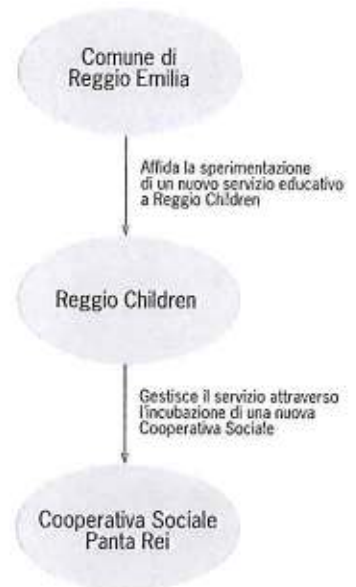 Comune di
Reggio Emilia
Affida la sperimentazione
di un nuovo servizio educativo
a Reggio Children
Reggio Children
Gestisce il servizio attraverso
l'incubazione di una nuova
Cooperativa Sociale
Cooperativa Sociale
Panta Rei